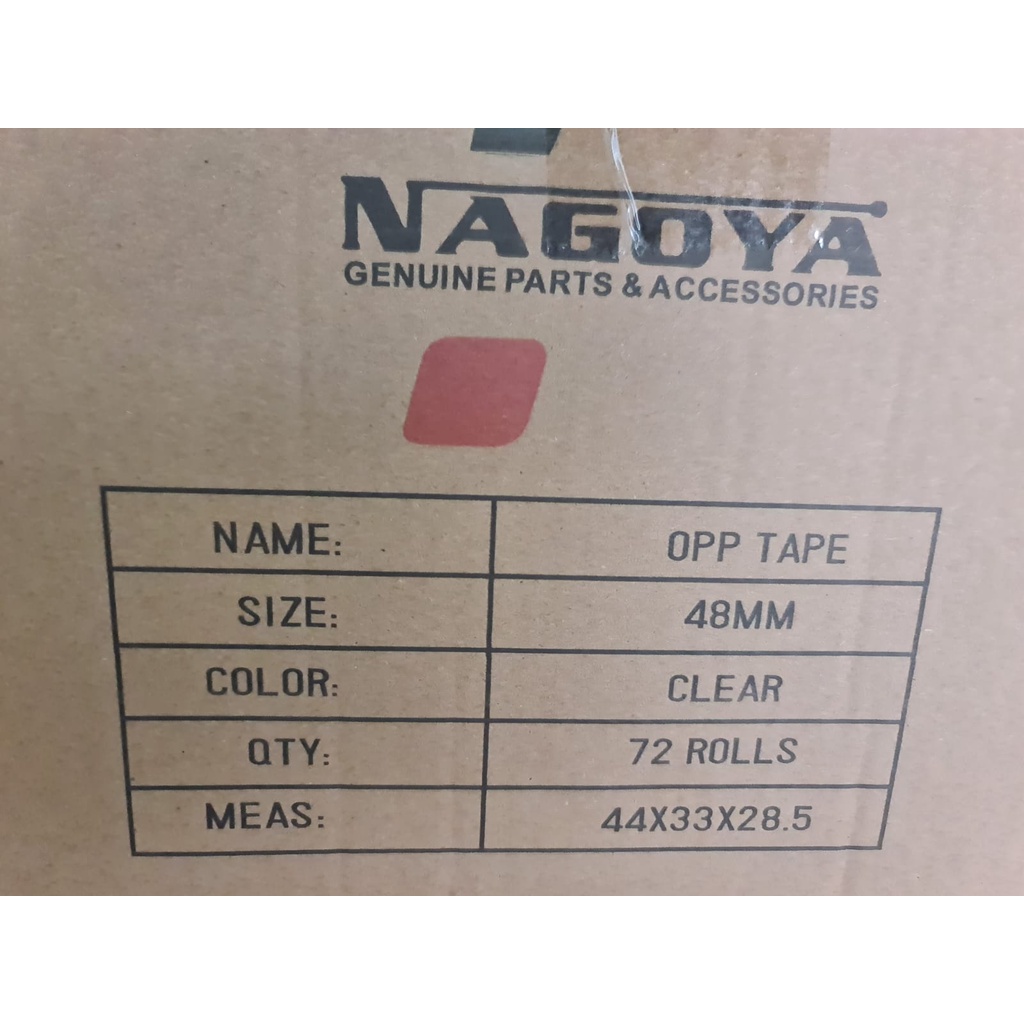 NAGOYA
GENUINE PARTS & ACCESSORIES
NAME: OPP TAPE
SIZE: 48MM
COLOR: CLEAR
QTY: 72 ROLLS
MEAS: 44X33X28.5